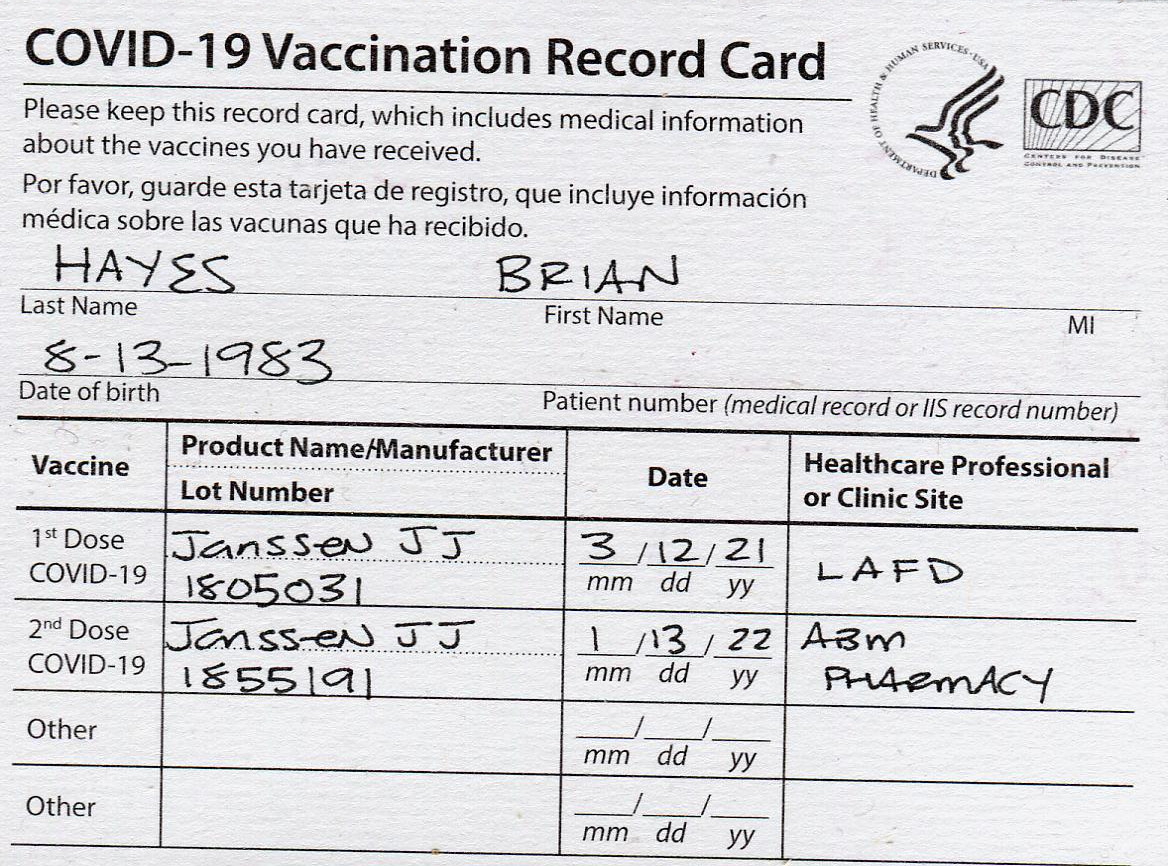 COVID-19 Vaccination Record Card
DEPARTMENT OF HEALTH & HUMAN SERVICES·USA
CDC
CENTERS FOR DISEASE
CONTROL AND PREVENTION
Please keep this record card, which includes medical information
about the vaccines you have received.
Por favor, guarde esta tarjeta de registro, que incluye información
médica sobre las vacunas que ha recibido.
HAYES BRIAN
Last Name First Name MI
8-13-1983
Date of birth Patient number (medical record or IIS record number)
Vaccine Product Name/Manufacturer Date Healthcare Professional
Lot Number or Clinic Site
1st Dose Janssen JJ 3/12/21 LAFD
COVID-19 1805031 mm dd yy
2nd Dose Janssen JJ 1/13/22 ABM
COVID-19 1855191 mm dd yy PHARMACY
Other / /
mm dd yy
Other / /
mm dd yy